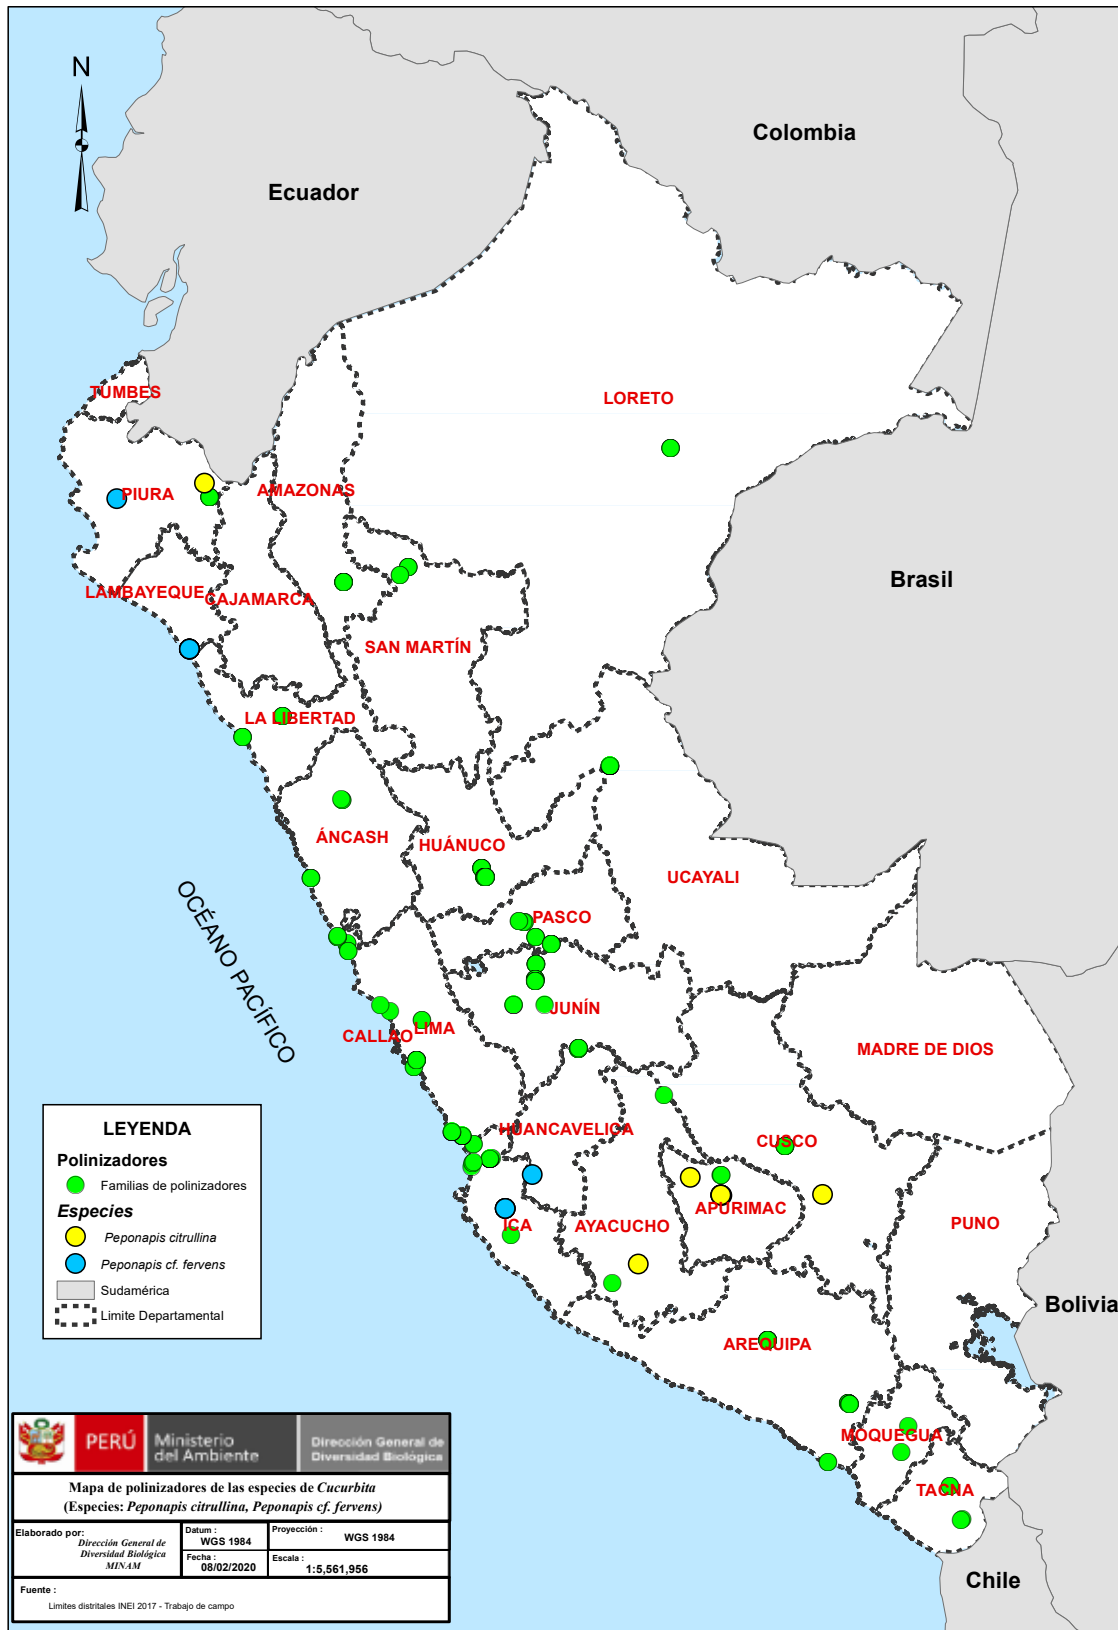 N
Colombia
Ecuador
TUMBES
LORETO
PIURA
AMAZONAS
Brasil
LAMBAYEQUE
CAJAMARCA
SAN MARTÍN
LA LIBERTAD
ÁNCASH
HUÁNUCO
UCAYALI
OCÉANO PACÍFICO
PASCO
JUNÍN
CALLAO
LIMA
MADRE DE DIOS
HUANCAVELICA
CUSCO
APURIMAC
ICA
AYACUCHO
PUNO
Bolivia
AREQUIPA
MOQUEGUA
TACNA
Chile
LEYENDA
Polinizadores
Familias de polinizadores
Especies
Peponapis citrullina
Peponapis cf. fervens
Sudamérica
Limite Departamental
PERÚ
Ministerio
del Ambiente
Dirección General de
Diversidad Biológica
Mapa de polinizadores de las especies de Cucurbita
(Especies: Peponapis citrullina, Peponapis cf. fervens)
Elaborado por:
Dirección General de
Diversidad Biológica
MINAM
Datum :
WGS 1984
Proyección :
WGS 1984
Fecha :
08/02/2020
Escala :
1:5,561,956
Fuente :
Limites distritales INEI 2017 - Trabajo de campo